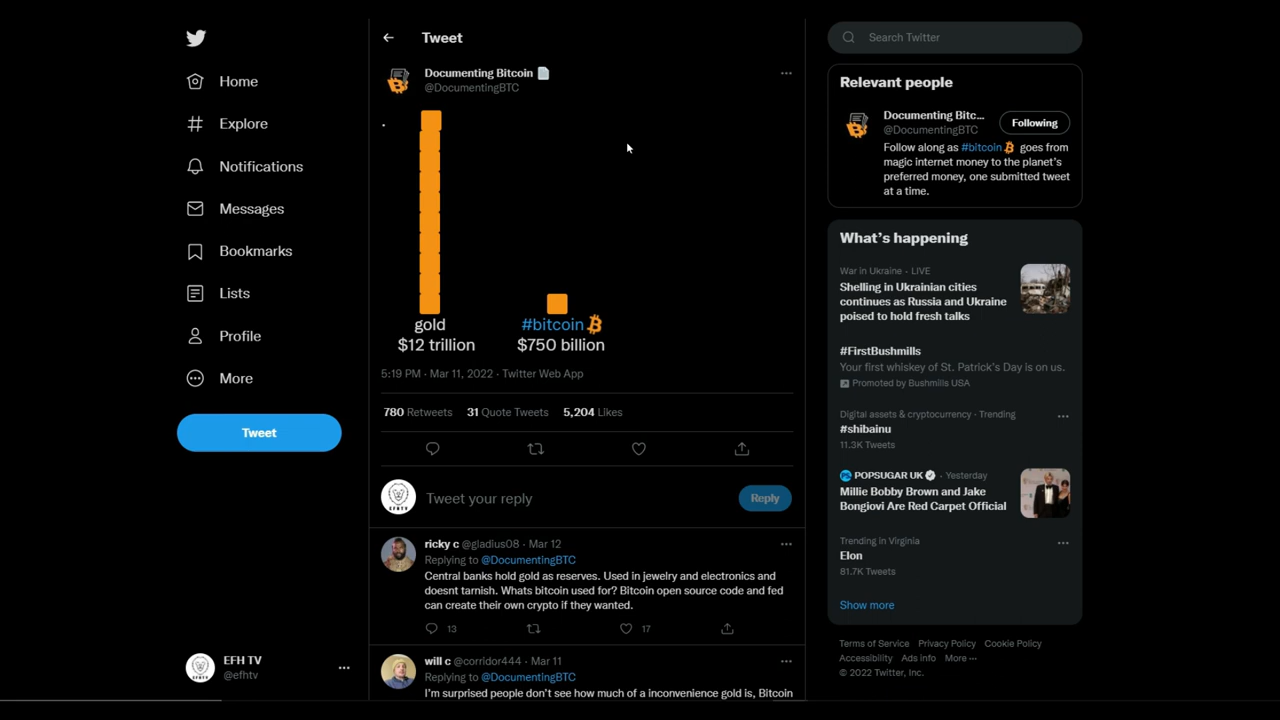 Home
Explore
Notifications
Messages
Bookmarks
Lists
Profile
More
Tweet
EFH TV
@efhtv
Tweet
Documenting Bitcoin
@DocumentingBTC
.
gold #bitcoin
$12 trillion $750 billion
5:19 PM · Mar 11, 2022 · Twitter Web App
780 Retweets 31 Quote Tweets 5,204 Likes
Tweet your reply
Reply
ricky c @gladius08 · Mar 12
Replying to @DocumentingBTC
Central banks hold gold as reserves. Used in jewelry and electronics and
doesnt tarnish. Whats bitcoin used for? Bitcoin open source code and fed
can create their own crypto if they wanted.
13 17
will c @corridor444 · Mar 11
Replying to @DocumentingBTC
I'm surprised people don't see how much of a inconvenience gold is, Bitcoin
Search Twitter
Relevant people
Documenting Bitc...
@DocumentingBTC
Following
Follow along as #bitcoin goes from
magic internet money to the planet's
preferred money, one submitted tweet
at a time.
What's happening
War in Ukraine · LIVE
Shelling in Ukrainian cities
continues as Russia and Ukraine
poised to hold fresh talks
#FirstBushmills
Your first whiskey of St. Patrick's Day is on us.
Promoted by Bushmills USA
Digital assets & cryptocurrency · Trending
#shibainu
11.3K Tweets
POPSUGAR UK · Yesterday
Millie Bobby Brown and Jake
Bongiovi Are Red Carpet Official
Trending in Virginia
Elon
81.7K Tweets
Show more
Terms of Service Privacy Policy Cookie Policy
Accessibility Ads info More ···
© 2022 Twitter, Inc.